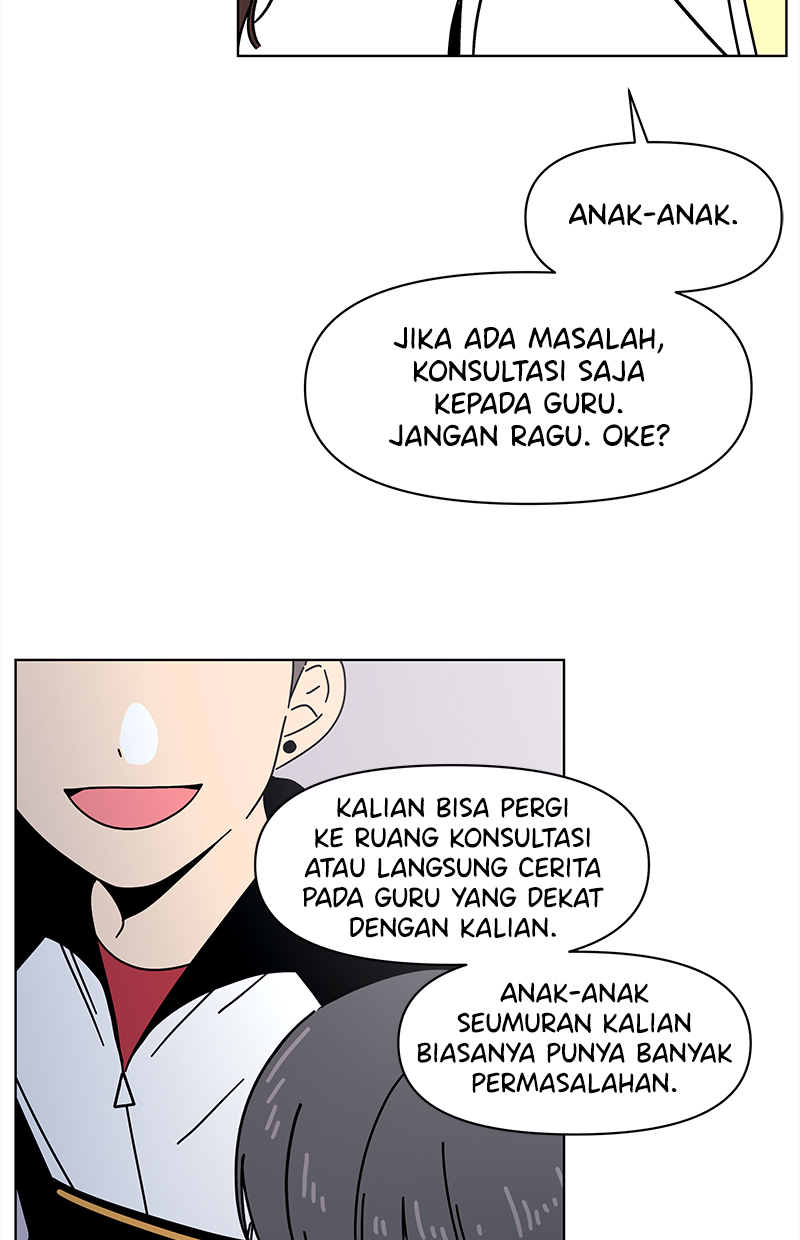 ANAK-ANAK.
JIKA ADA MASALAH,
KONSULTASI SAJA
KEPADA GURU.
JANGAN RAGU. OKE?
KALIAN BISA PERGI
KE RUANG KONSULTASI
ATAU LANGSUNG CERITA
PADA GURU YANG DEKAT
DENGAN KALIAN.
ANAK-ANAK
SEUMURAN KALIAN
BIASANYA PUNYA BANYAK
PERMASALAHAN.